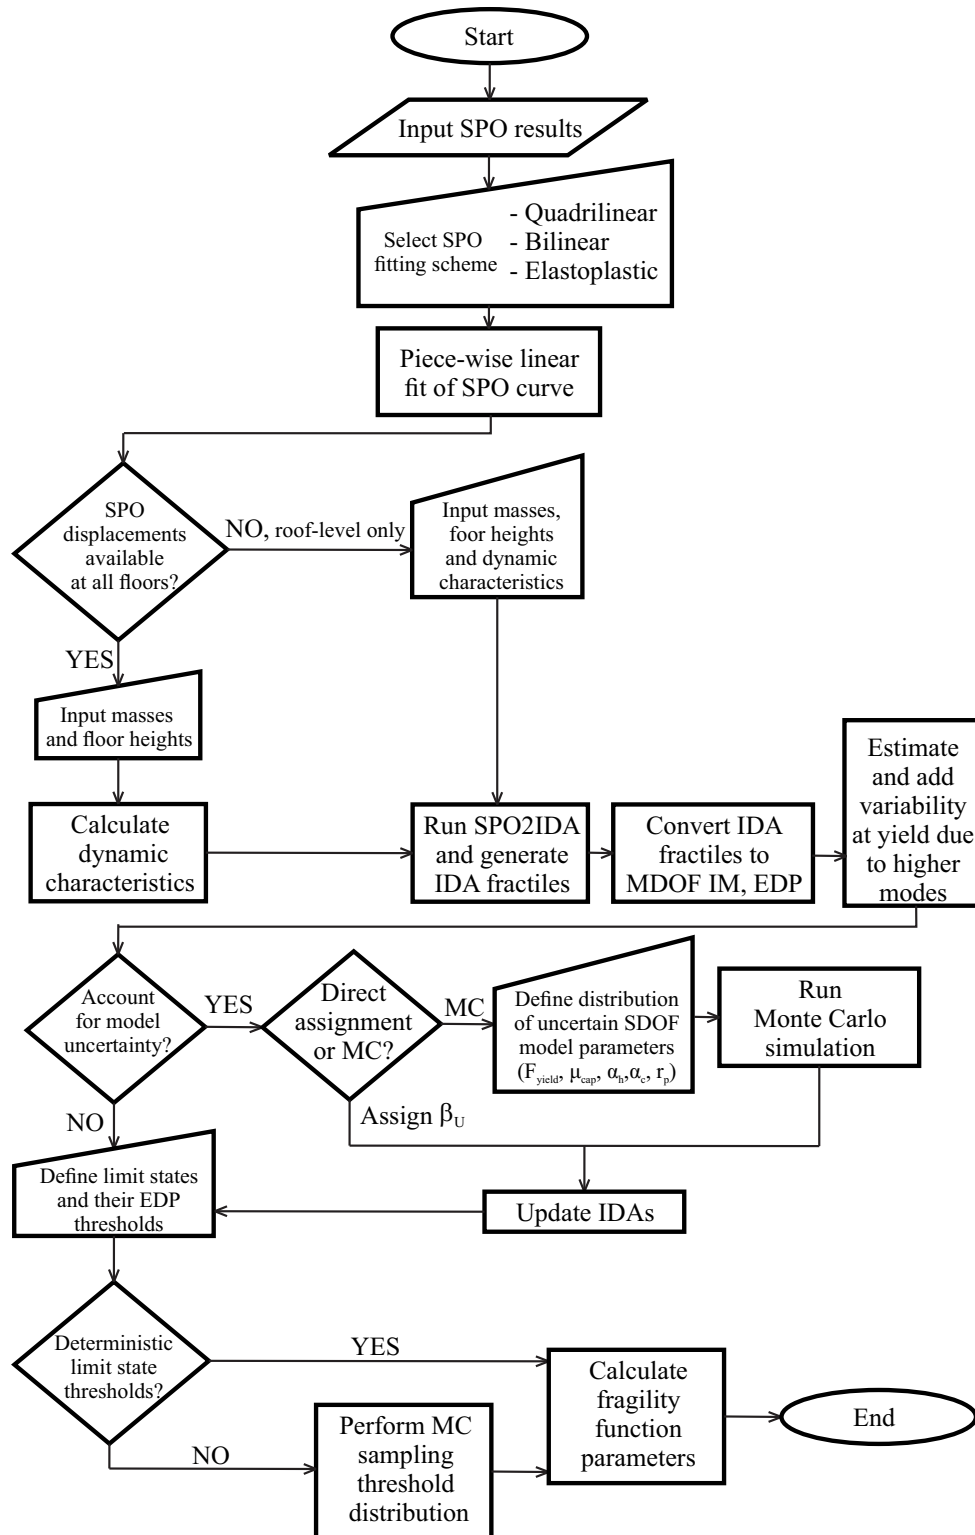 Start
Input SPO results
Select SPO
fitting scheme
- Quadrilinear
- Bilinear
- Elastoplastic
Piece-wise linear
fit of SPO curve
SPO
displacements
available
at all floors?
NO, roof-level only
Input masses,
foor heights
and dynamic
characteristics
YES
Input masses
and floor heights
Calculate
dynamic
characteristics
Run SPO2IDA
and generate
IDA fractiles
Convert IDA
fractiles to
MDOF IM, EDP
Estimate
and add
variability
at yield due
to higher
modes
Account
for model
uncertainty?
YES
Direct
assignment
or MC?
MC
Define distribution
of uncertain SDOF
model parameters
(F_yield, μ_cap, α_h,α_c, r_p)
Run
Monte Carlo
simulation
NO
Assign β_U
Define limit states
and their EDP
thresholds
Update IDAs
Deterministic
limit state
thresholds?
YES
NO
Perform MC
sampling
threshold
distribution
Calculate
fragility
function
parameters
End